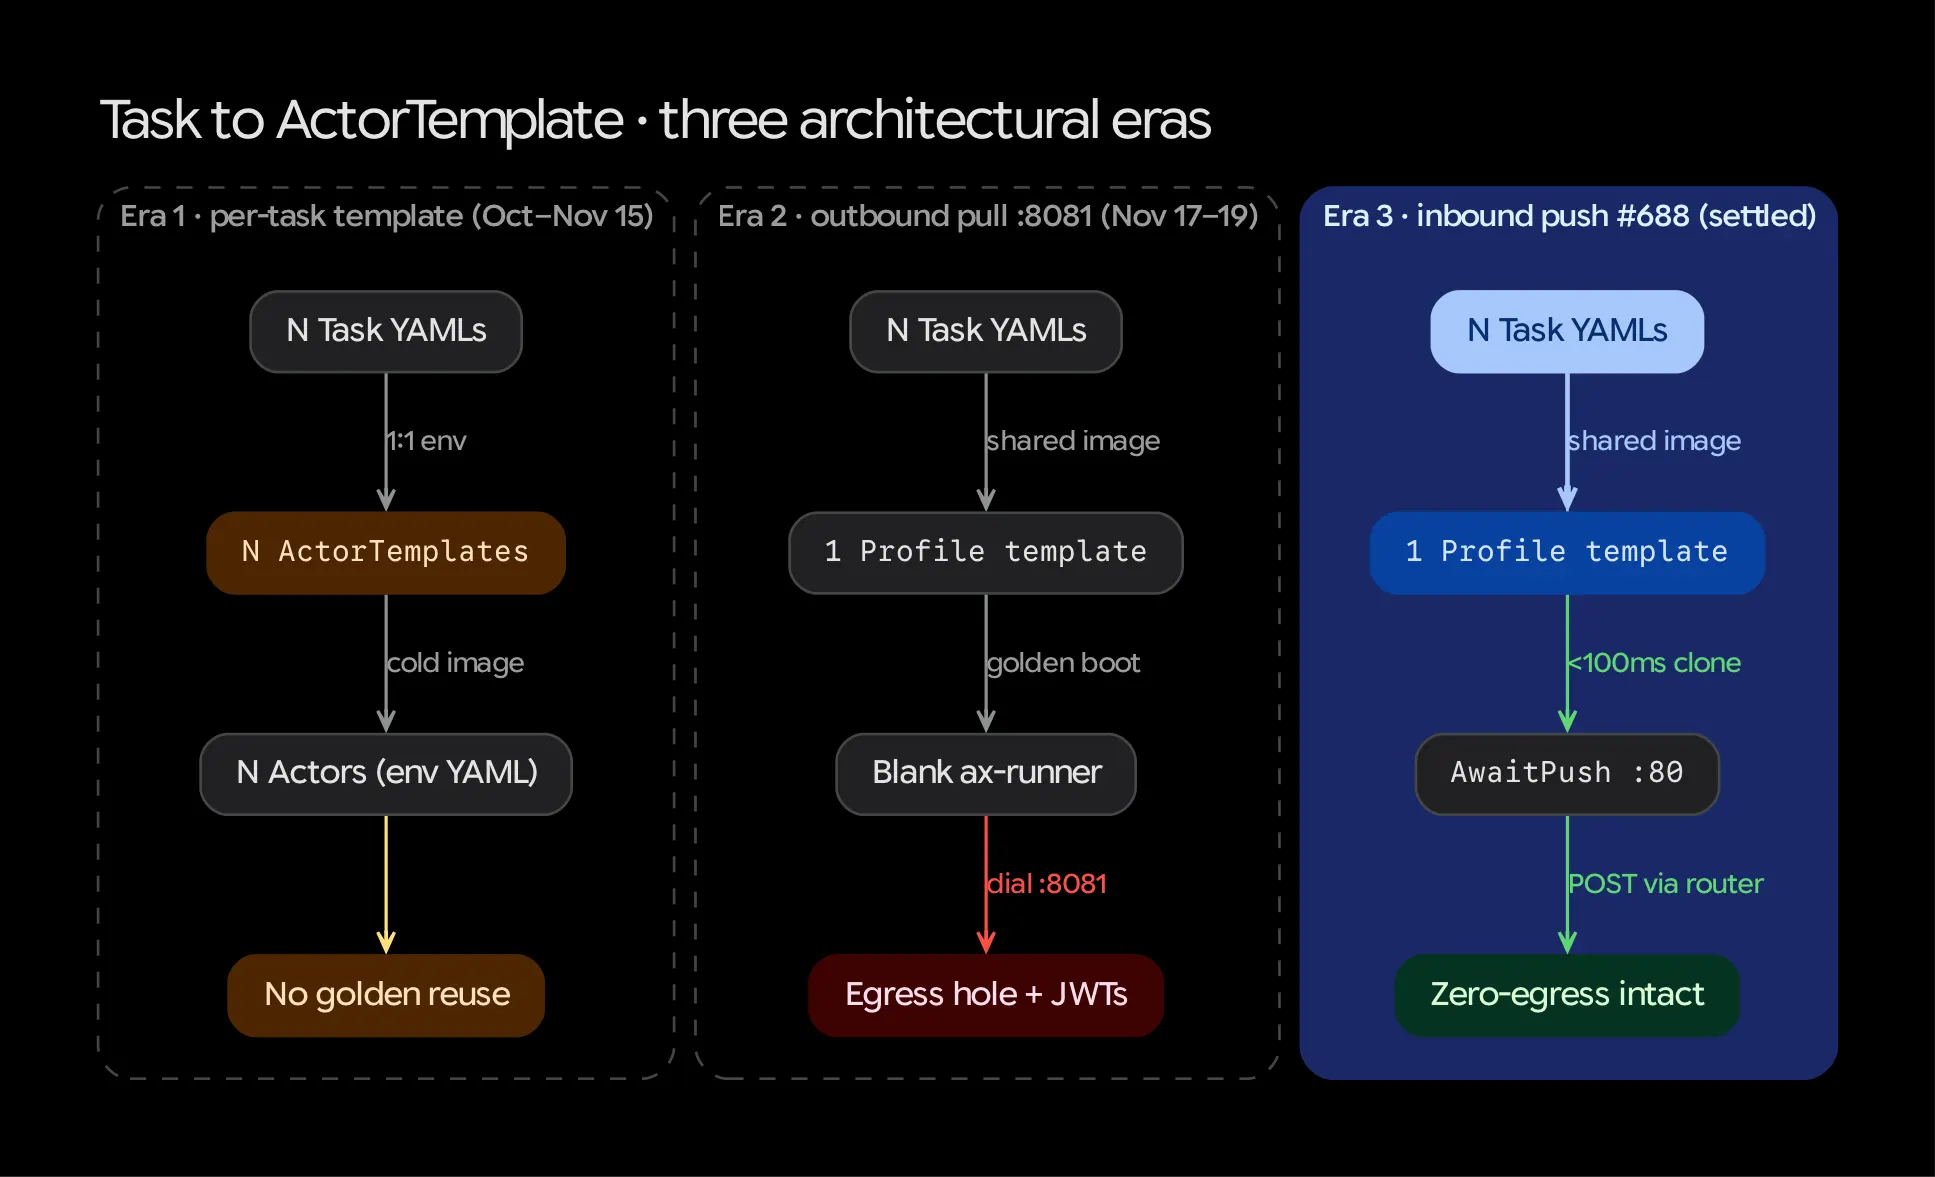 Task to ActorTemplate · three architectural eras
Era 1 · per-task template (Oct–Nov 15)
N Task YAMLs
1:1 env
N ActorTemplates
cold image
N Actors (env YAML)
No golden reuse
Era 2 · outbound pull :8081 (Nov 17–19)
N Task YAMLs
shared image
1 Profile template
golden boot
Blank ax-runner
dial :8081
Egress hole + JWTs
Era 3 · inbound push #688 (settled)
N Task YAMLs
shared image
1 Profile template
<100ms clone
AwaitPush :80
POST via router
Zero-egress intact